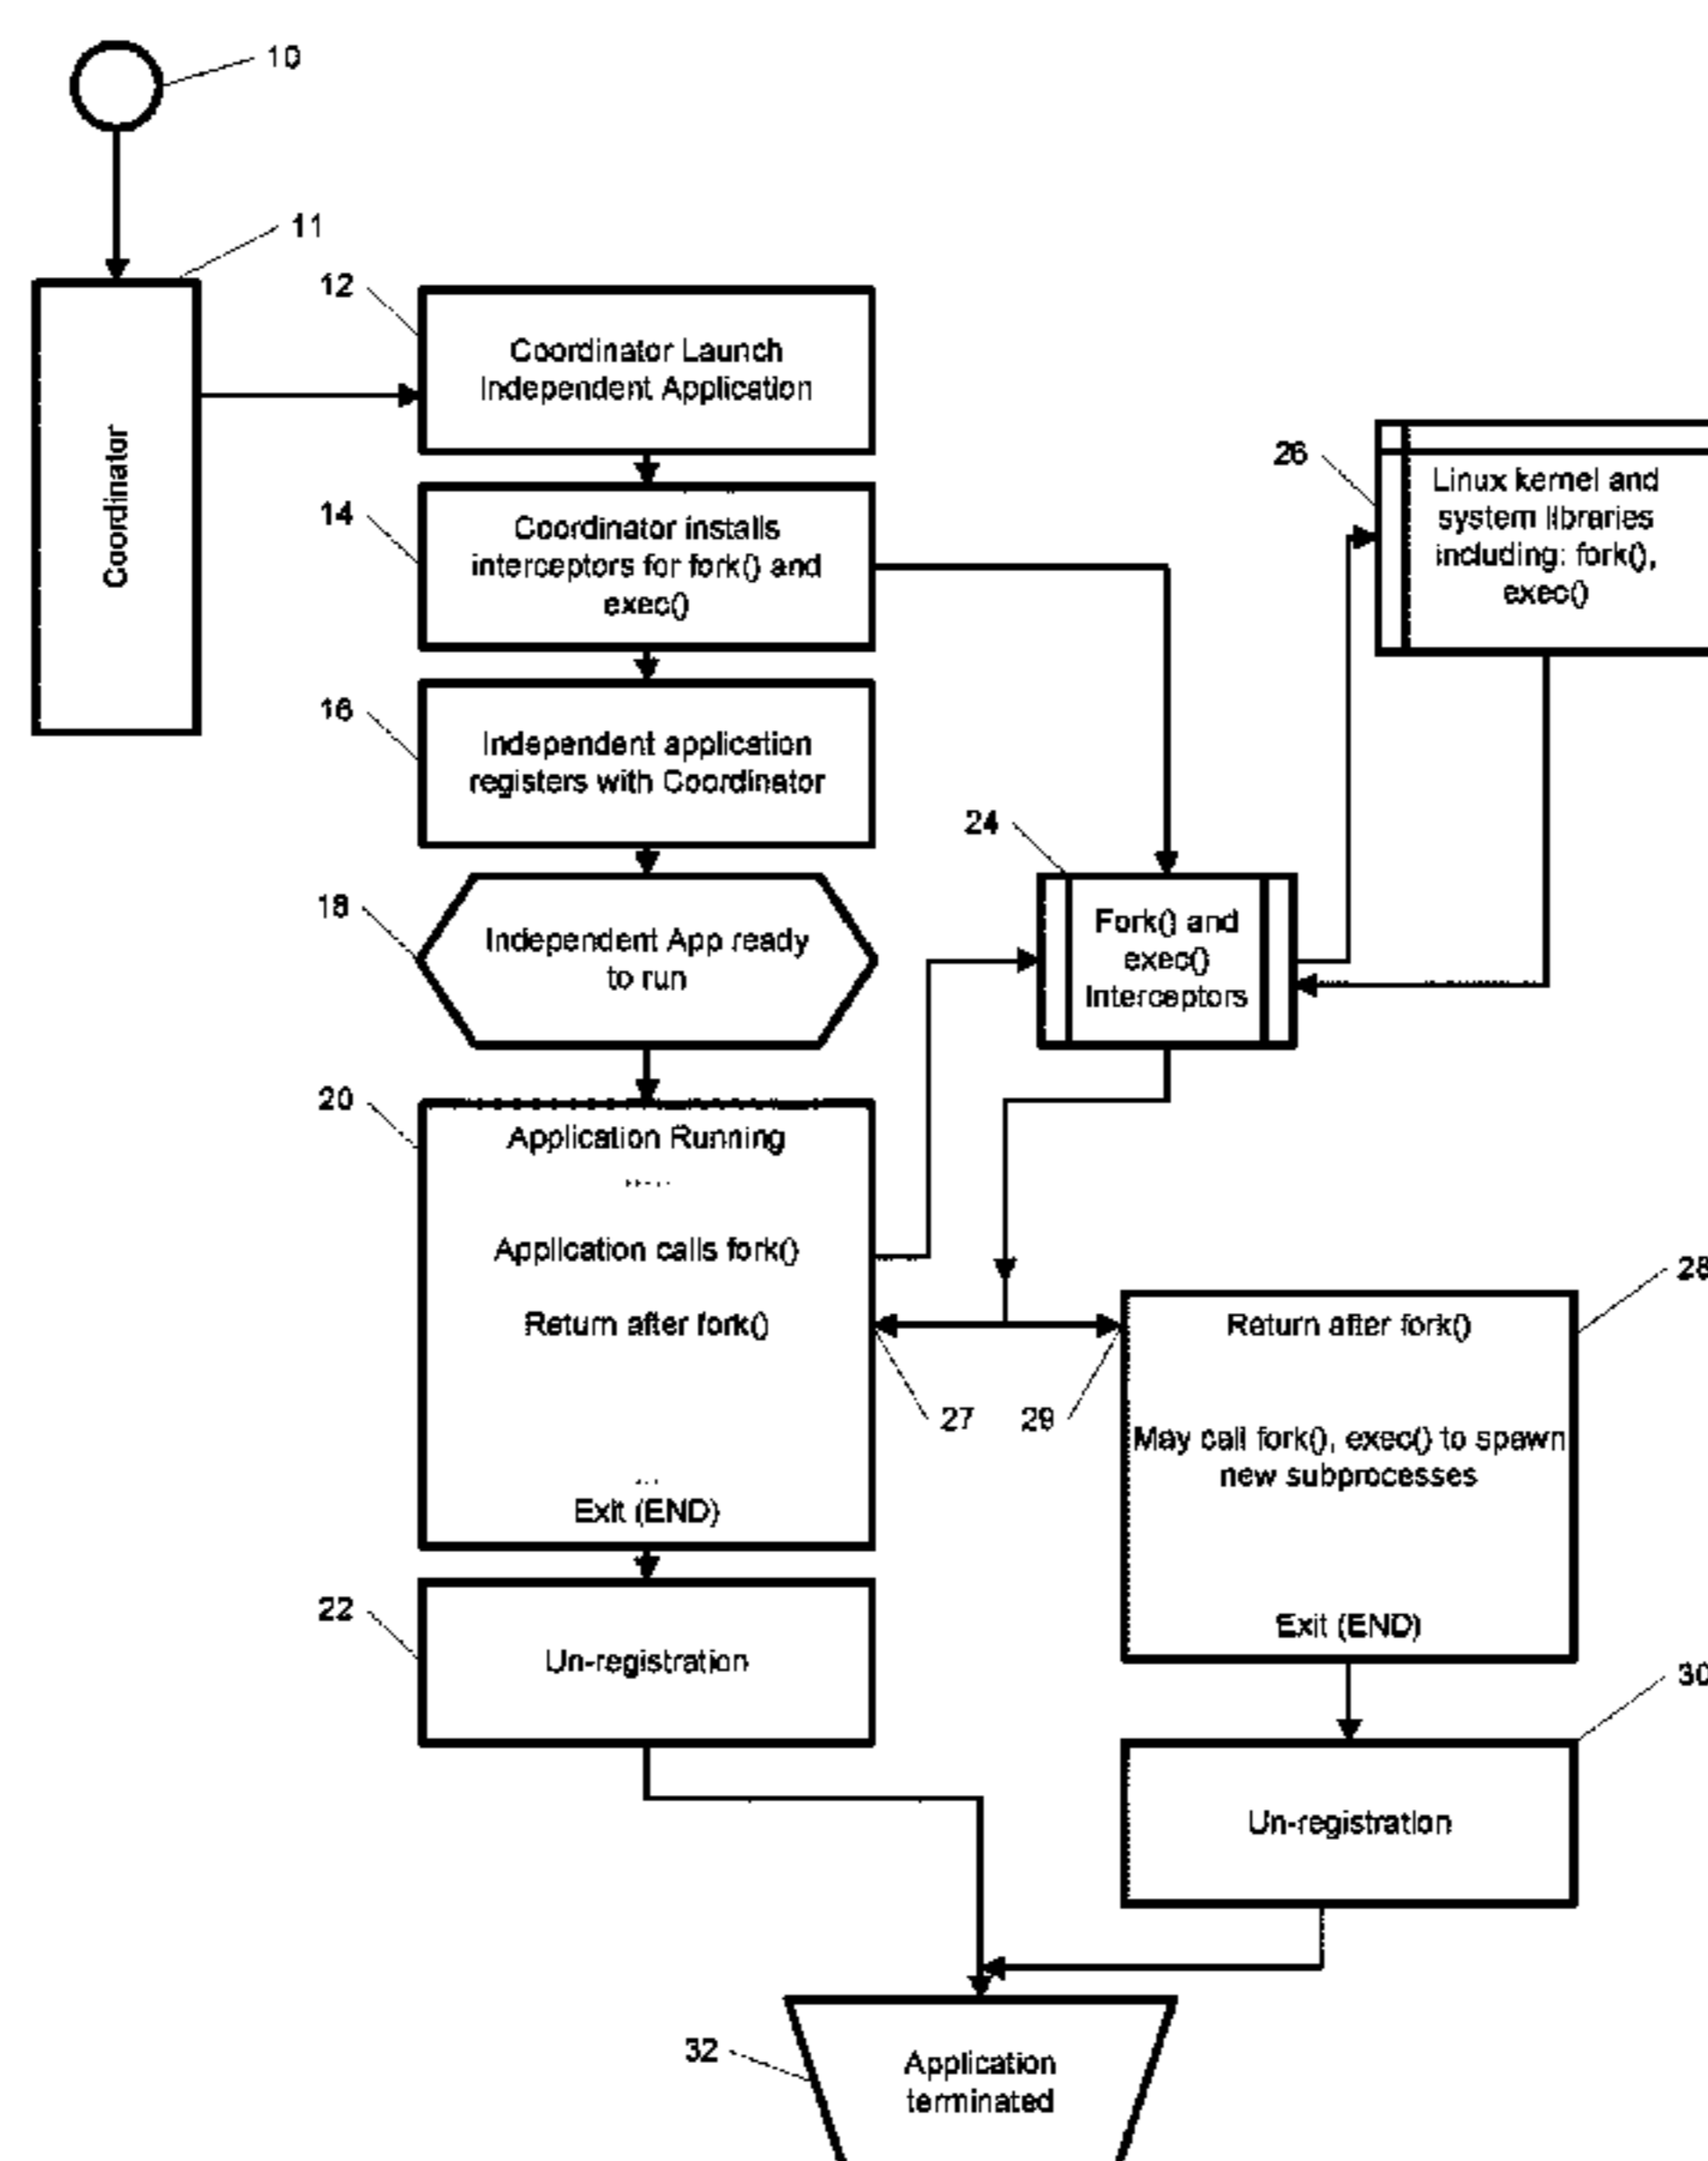 10
11
Coordinator
12
Coordinator Launch
Independent Application
14
Coordinator installs
interceptors for fork() and
exec()
16
Independent application
registers with Coordinator
18
Independent App ready
to run
24
Fork() and
exec()
Interceptors
26
Linux kernel and
system libraries
including: fork(),
exec()
20
Application Running
.....
Application calls fork()
Return after fork()
...
Exit (END)
27
29
28
Return after fork()
May call fork(), exec() to spawn
new subprocesses
Exit (END)
22
Un-registration
30
Un-registration
32
Application
terminated